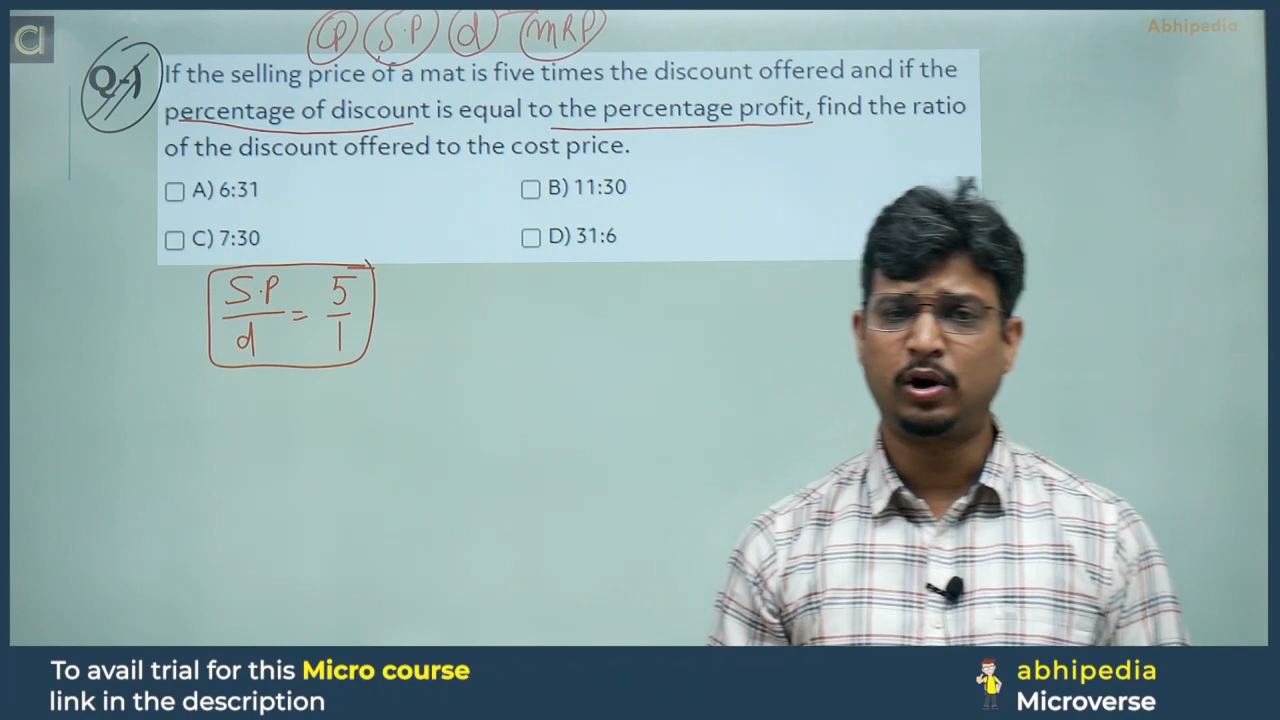 CP S.P d MRP
Abhipedia
Q-1
If the selling price of a mat is five times the discount offered and if the
percentage of discount is equal to the percentage profit, find the ratio
of the discount offered to the cost price.
A) 6:31 B) 11:30
C) 7:30 D) 31:6
S.P/d = 5/1
To avail trial for this Micro course
link in the description
abhipedia
Microverse